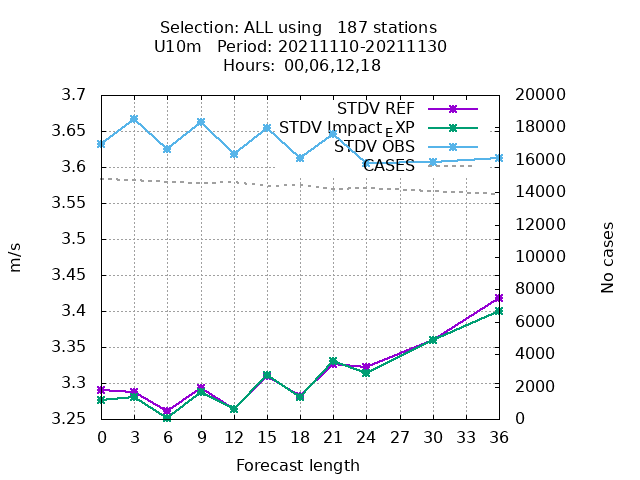 Selection: ALL using   187 stations
U10m   Period: 20211110-20211130
Hours:  00,06,12,18
3.7
3.65
3.6
3.55
3.5
3.45
3.4
3.35
3.3
3.25
20000
18000
16000
14000
12000
10000
8000
6000
4000
2000
0
STDV REF
STDV Impact_EXP
STDV OBS
CASES
m/s
No cases
0 3 6 9 12 15 18 21 24 27 30 33 36
Forecast length